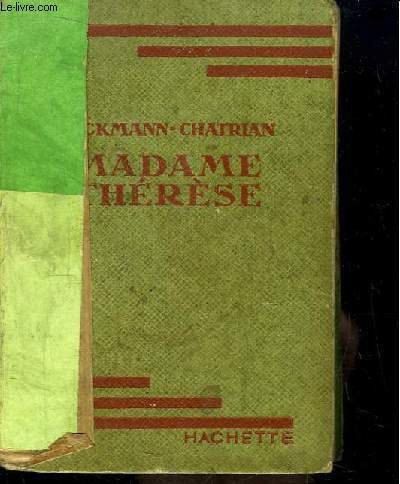 Le-livre.com
CKMANN-CHATRIAN
MADAME
THÉRÈSE
HACHETTE